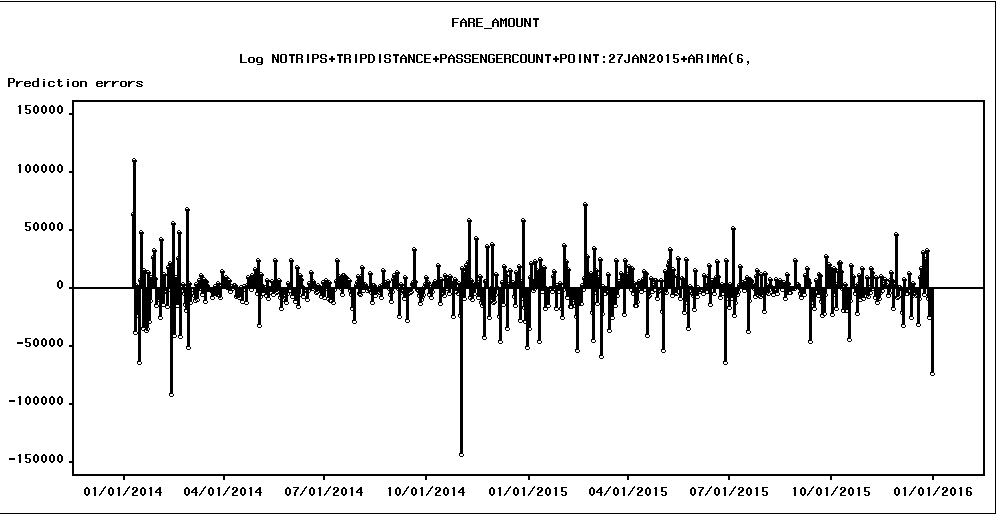 FARE_AMOUNT
Log NOTRIPS+TRIPDISTANCE+PASSENGERCOUNT+POINT:27JAN2015+ARIMA(6,
Prediction errors
150000
100000
50000
0
-50000
-100000
-150000
01/01/2014 04/01/2014 07/01/2014 10/01/2014 01/01/2015 04/01/2015 07/01/2015 10/01/2015 01/01/2016